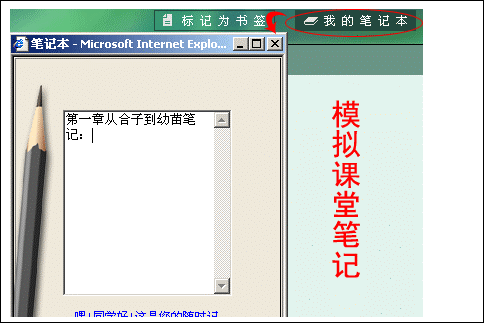 标记为书签
我的笔记本
笔记本 - Microsoft Internet Explo...
第一章从合子到幼苗笔
记：
模拟课堂笔记
嘿!同学好!这是您的随时记